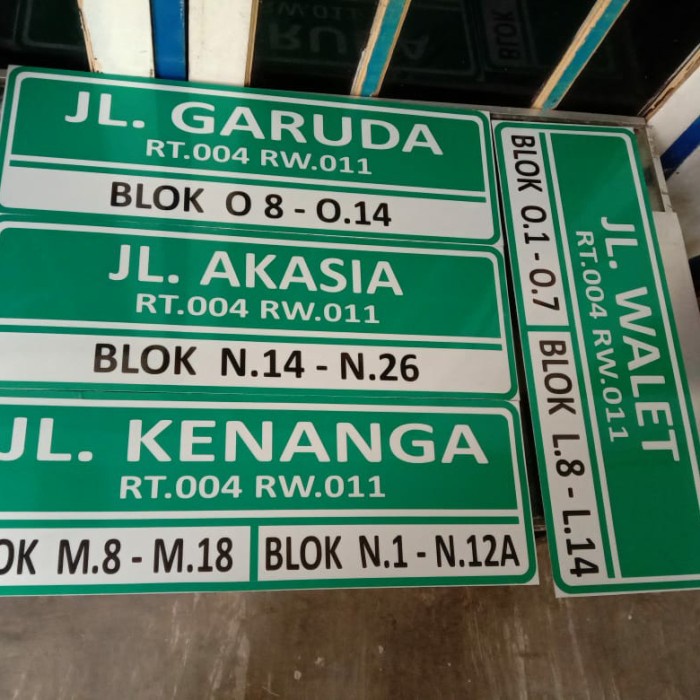 JL. GARUDA
RT.004 RW.011
BLOK O 8 - O.14
JL. AKASIA
RT.004 RW.011
BLOK N.14 - N.26
JL. KENANGA
RT.004 RW.011
M.8 - M.18
BLOK N.1 - N.12A
JL. WALET
RT.004 RW.011
BLOK O.1 - O.7
BLOK L.8 - L.14